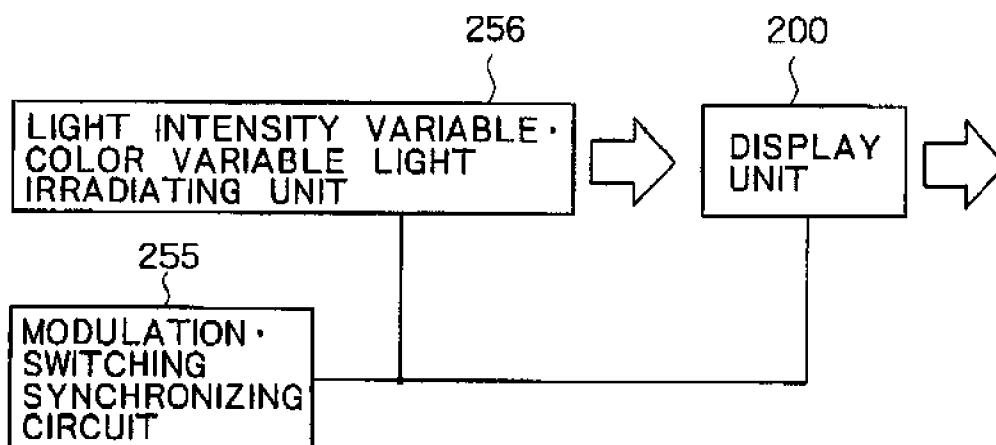 256
200
LIGHT INTENSITY VARIABLE·
COLOR VARIABLE LIGHT
IRRADIATING UNIT
DISPLAY
UNIT
255
MODULATION·
SWITCHING
SYNCHRONIZING
CIRCUIT